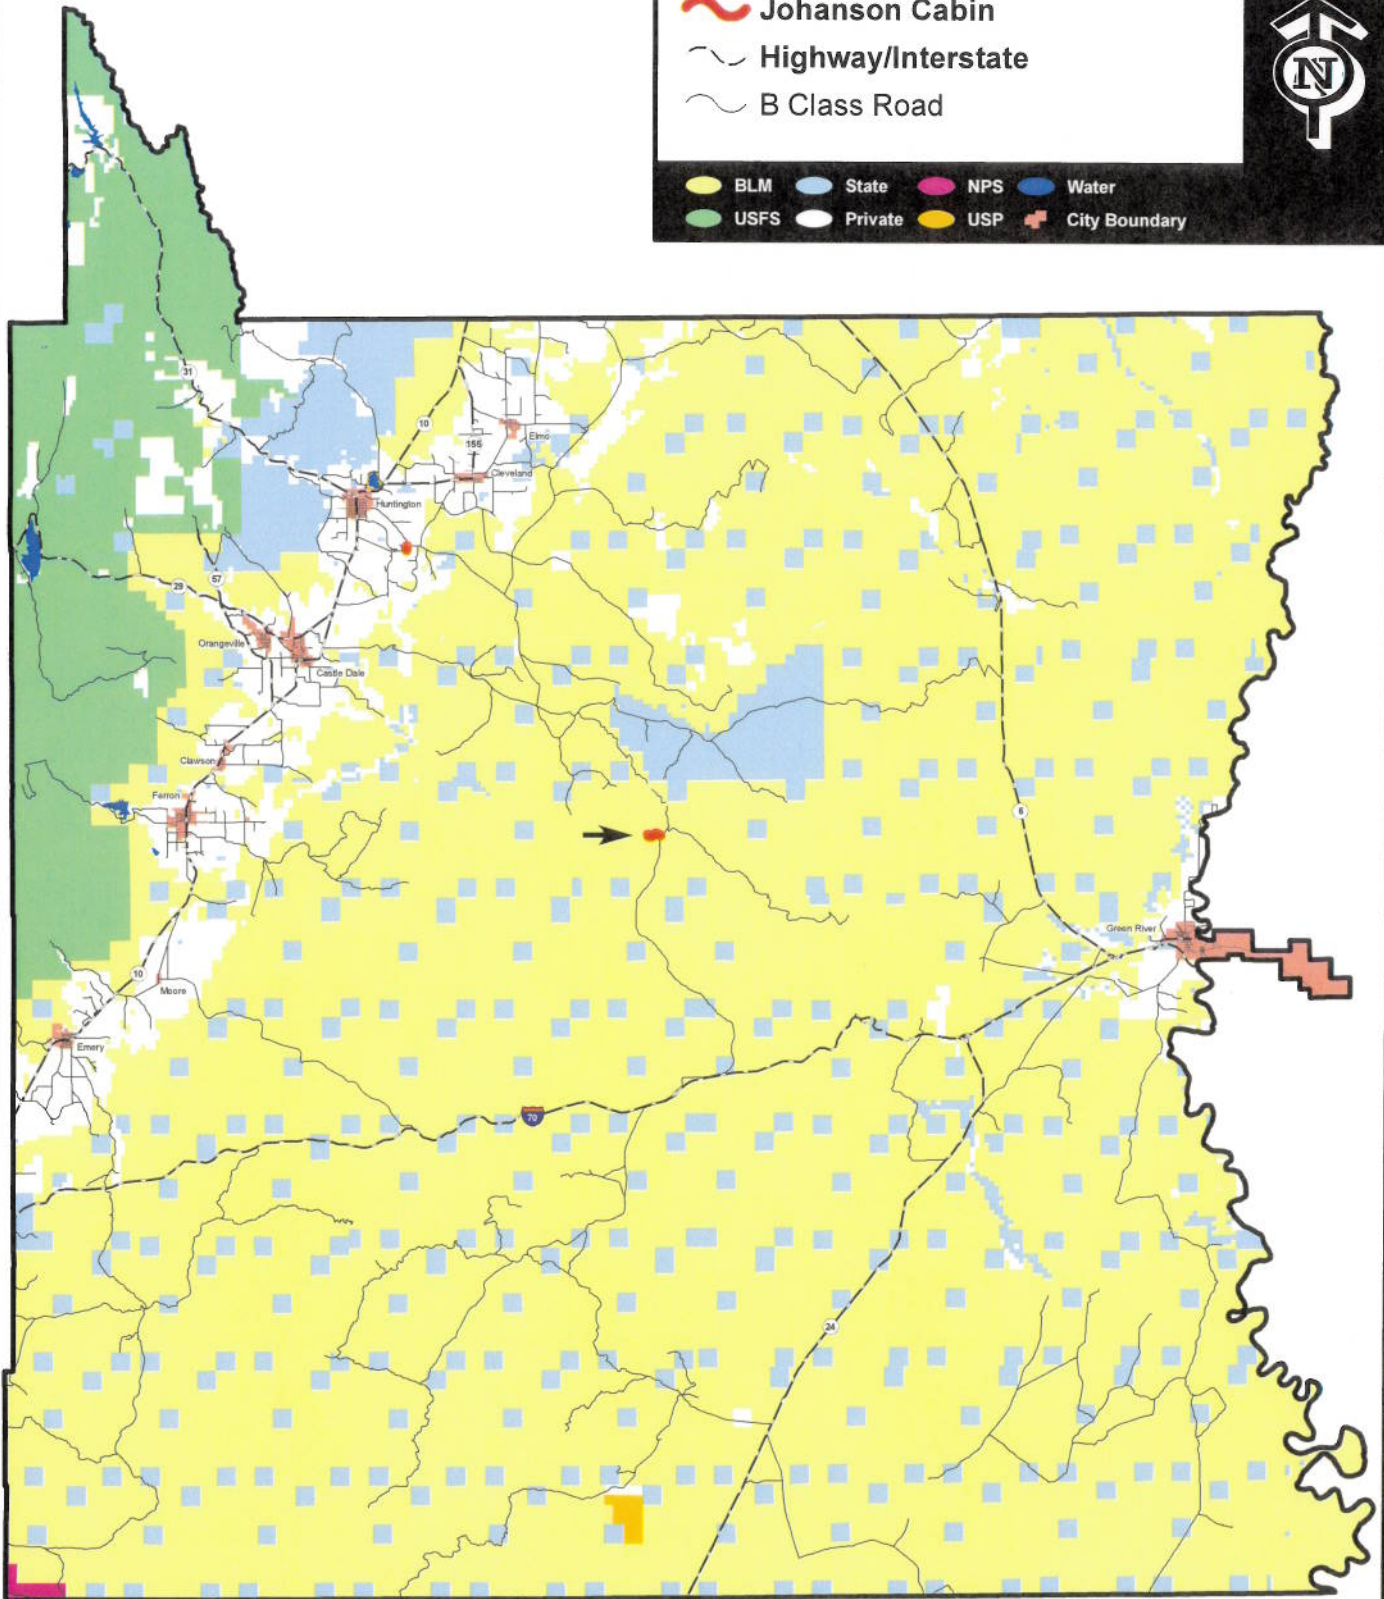 Johanson Cabin
Highway/Interstate
B Class Road
N
BLM State NPS Water
USFS Private USP City Boundary
31
10
155
Elmo
Cleveland
Huntington
29
57
Orangeville
Castle Dale
Clawson
Ferron
6
Green River
10
Moore
Emery
70
24